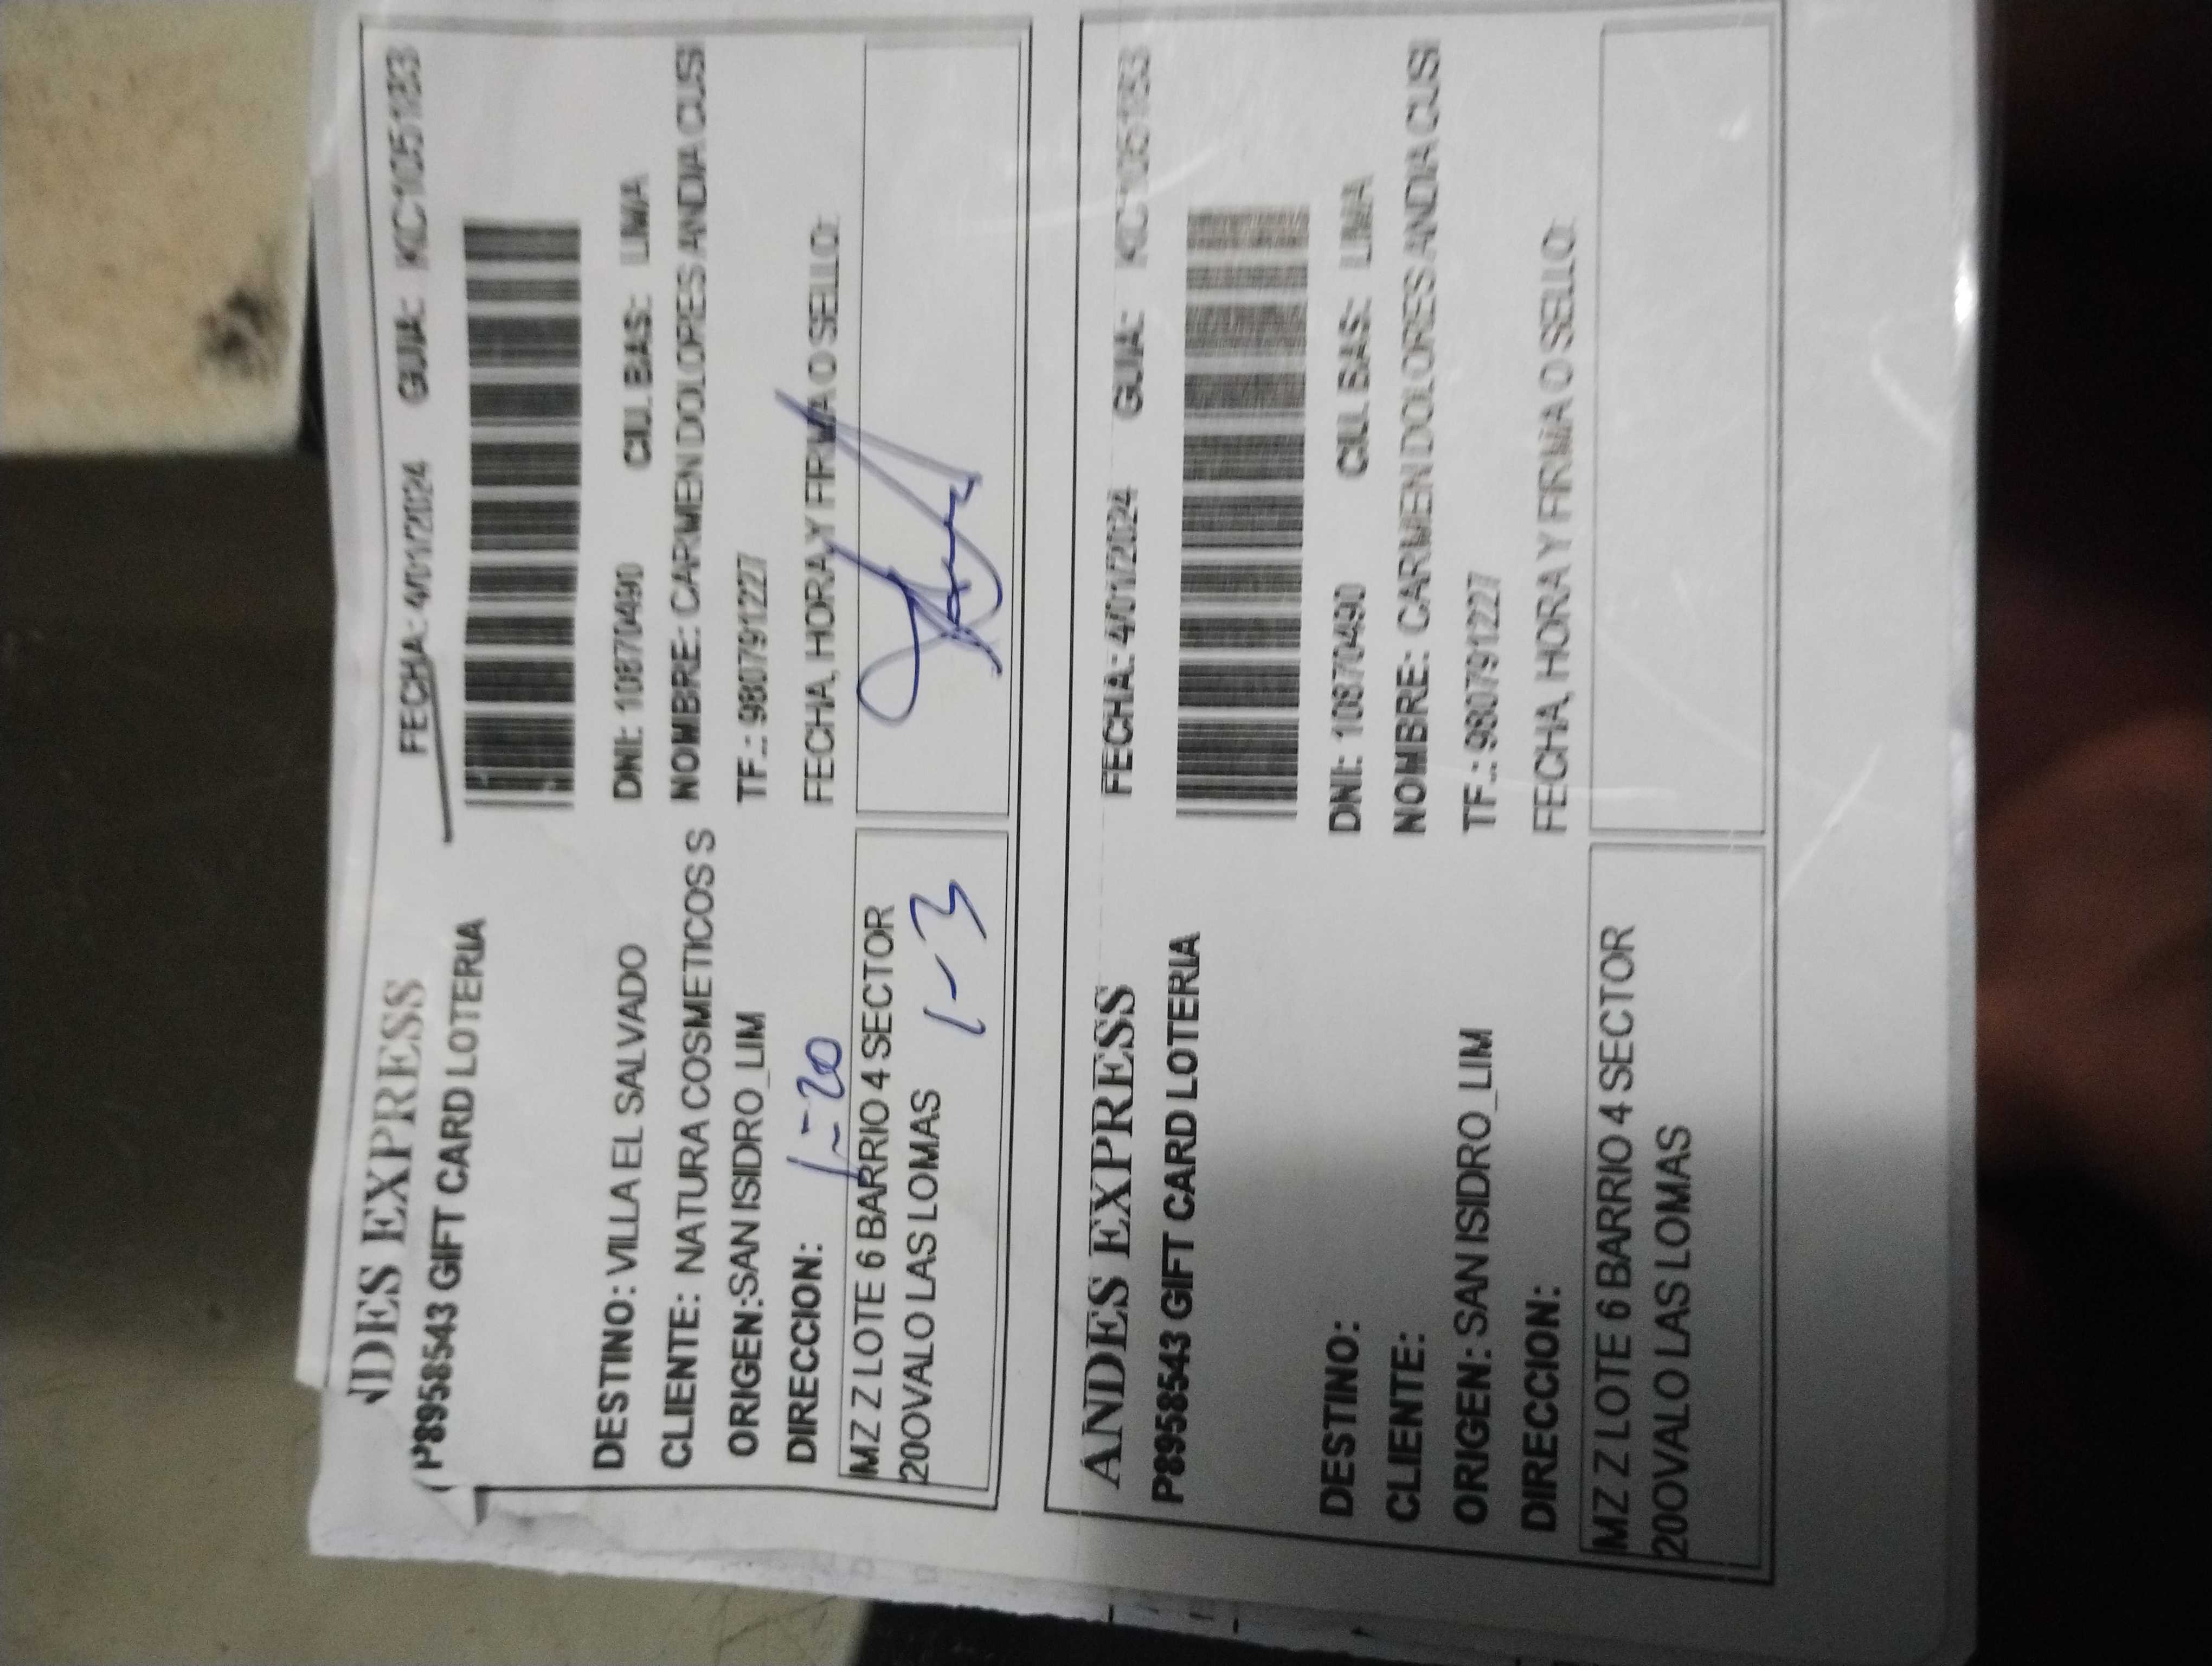 NDES EXPRESS
FECHA: 4/01/2024 GUIA: KC1051183
P8958543 GIFT CARD LOTERIA
DESTINO: VILLA EL SALVADO
DNI: 10870490 CIU. BAS: LIMA
CLIENTE: NATURA COSMETICOS S
NOMBRE: CARMEN DOLORES ANDIA CUSI
ORIGEN: SAN ISIDRO_LIM
TF.: 980791227
DIRECCION: 1-20
FECHA, HORA Y FIRMA O SELLO:
MZ Z LOTE 6 BARRIO 4 SECTOR
20OVALO LAS LOMAS
1-3
ANDES EXPRESS
FECHA: 4/01/2024 GUIA:
P8958543 GIFT CARD LOTERIA
DESTINO:
DNI: 10870490 CIU. BAS: LIMA
CLIENTE:
NOMBRE: CARMEN DOLORES ANDIA CUSI
ORIGEN: SAN ISIDRO_LIM
TF.: 980791227
DIRECCION:
FECHA, HORA Y FIRMA O SELLO:
MZ Z LOTE 6 BARRIO 4 SECTOR
20OVALO LAS LOMAS